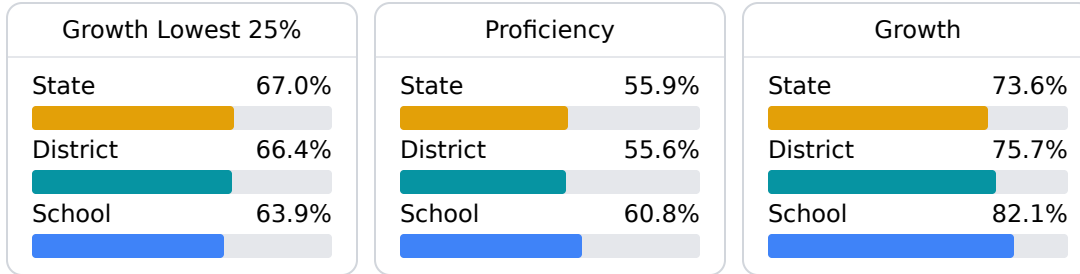 Growth Lowest 25%
State 67.0%
District 66.4%
School 63.9%
Proficiency
State 55.9%
District 55.6%
School 60.8%
Growth
State 73.6%
District 75.7%
School 82.1%